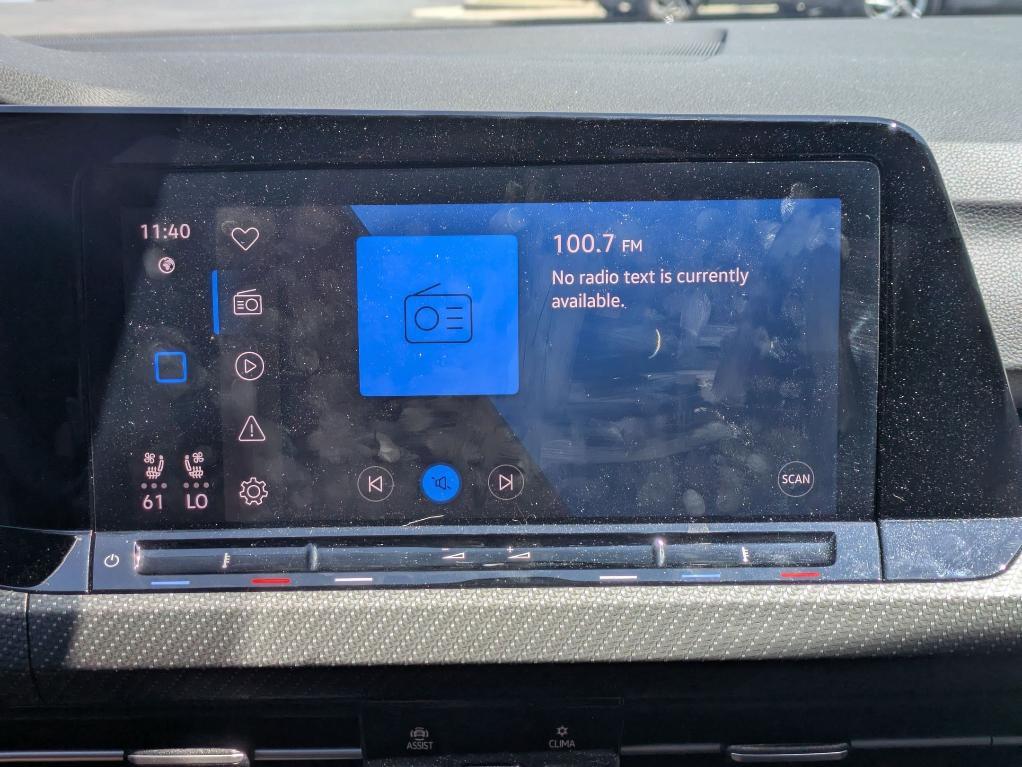 11:40
100.7 FM
No radio text is currently
available.
SCAN
61 LO
ASSIST
CLIMA